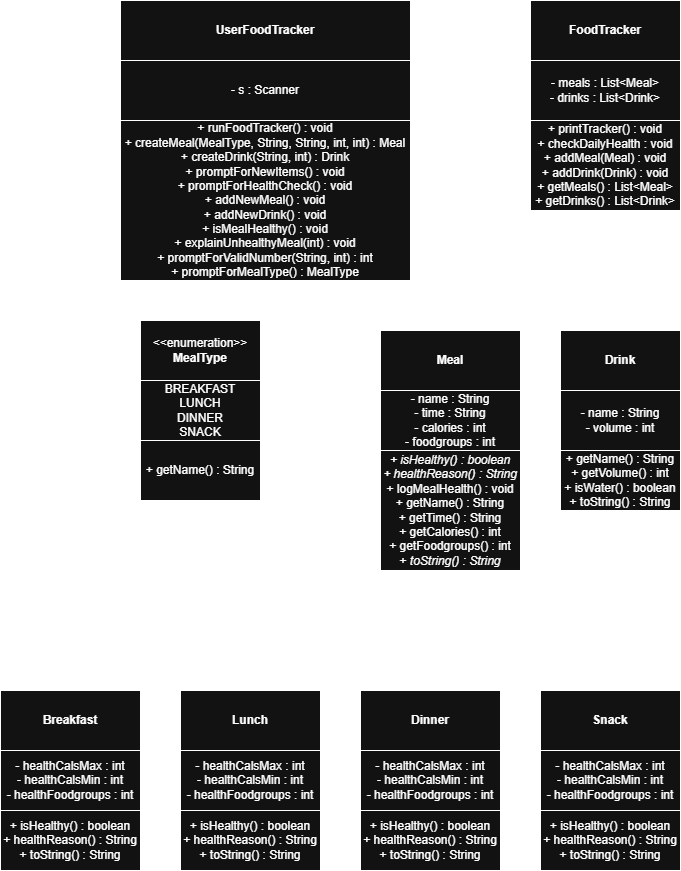 UserFoodTracker
- s : Scanner
+ runFoodTracker() : void
+ createMeal(MealType, String, String, int, int) : Meal
+ createDrink(String, int) : Drink
+ promptForNewItems() : void
+ promptForHealthCheck() : void
+ addNewMeal() : void
+ addNewDrink() : void
+ isMealHealthy() : void
+ explainUnhealthyMeal(int) : void
+ promptForValidNumber(String, int) : int
+ promptForMealType() : MealType
FoodTracker
- meals : List<Meal>
- drinks : List<Drink>
+ printTracker() : void
+ checkDailyHealth : void
+ addMeal(Meal) : void
+ addDrink(Drink) : void
+ getMeals() : List<Meal>
+ getDrinks() : List<Drink>
<<enumeration>>
MealType
BREAKFAST
LUNCH
DINNER
SNACK
+ getName() : String
Meal
- name : String
- time : String
- calories : int
- foodgroups : int
+ isHealthy() : boolean
+ healthReason() : String
+ logMealHealth() : void
+ getName() : String
+ getTime() : String
+ getCalories() : int
+ getFoodgroups() : int
+ toString() : String
Drink
- name : String
- volume : int
+ getName() : String
+ getVolume() : int
+ isWater() : boolean
+ toString() : String
Breakfast
- healthCalsMax : int
- healthCalsMin : int
- healthFoodgroups : int
+ isHealthy() : boolean
+ healthReason() : String
+ toString() : String
Lunch
- healthCalsMax : int
- healthCalsMin : int
- healthFoodgroups : int
+ isHealthy() : boolean
+ healthReason() : String
+ toString() : String
Dinner
- healthCalsMax : int
- healthCalsMin : int
- healthFoodgroups : int
+ isHealthy() : boolean
+ healthReason() : String
+ toString() : String
Snack
- healthCalsMax : int
- healthCalsMin : int
- healthFoodgroups : int
+ isHealthy() : boolean
+ healthReason() : String
+ toString() : String